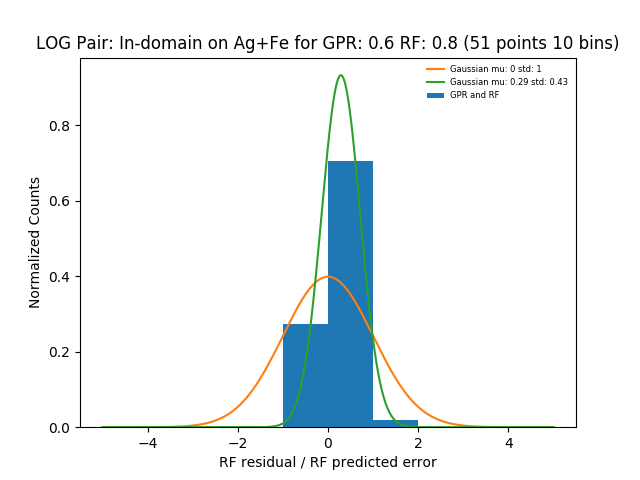 LOG Pair: In-domain on Ag+Fe for GPR: 0.6 RF: 0.8 (51 points 10 bins)
Gaussian mu: 0 std: 1
Gaussian mu: 0.29 std: 0.43
GPR and RF
Normalized Counts
0.8
0.6
0.4
0.2
0.0
−4 −2 0 2 4
RF residual / RF predicted error